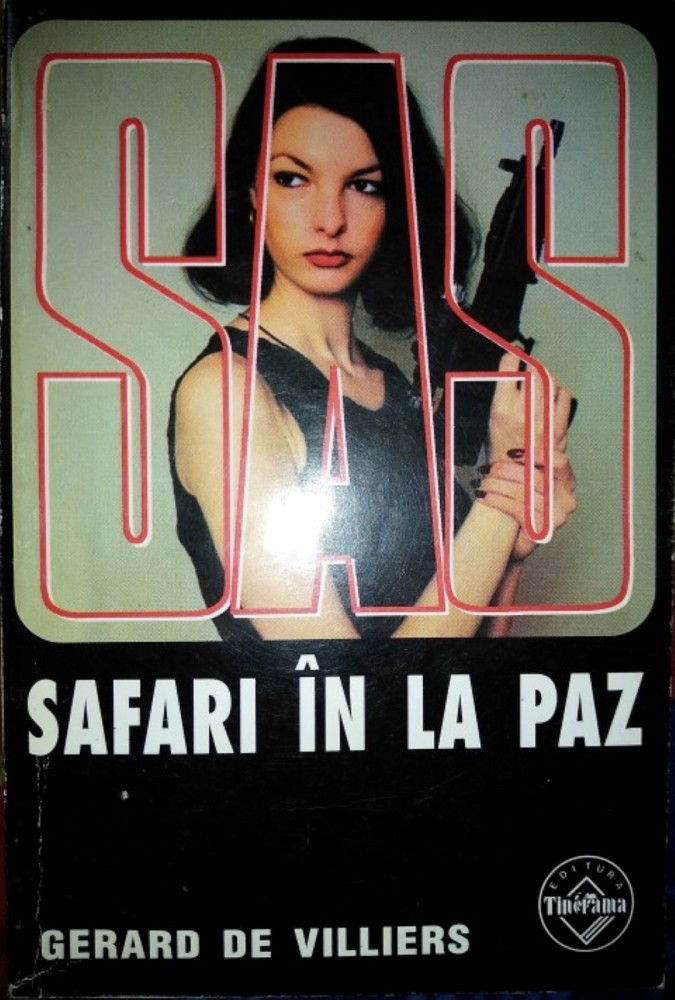 SAS
SAFARI ÎN LA PAZ
GERARD DE VILLIERS
EDITURA
Tinerama